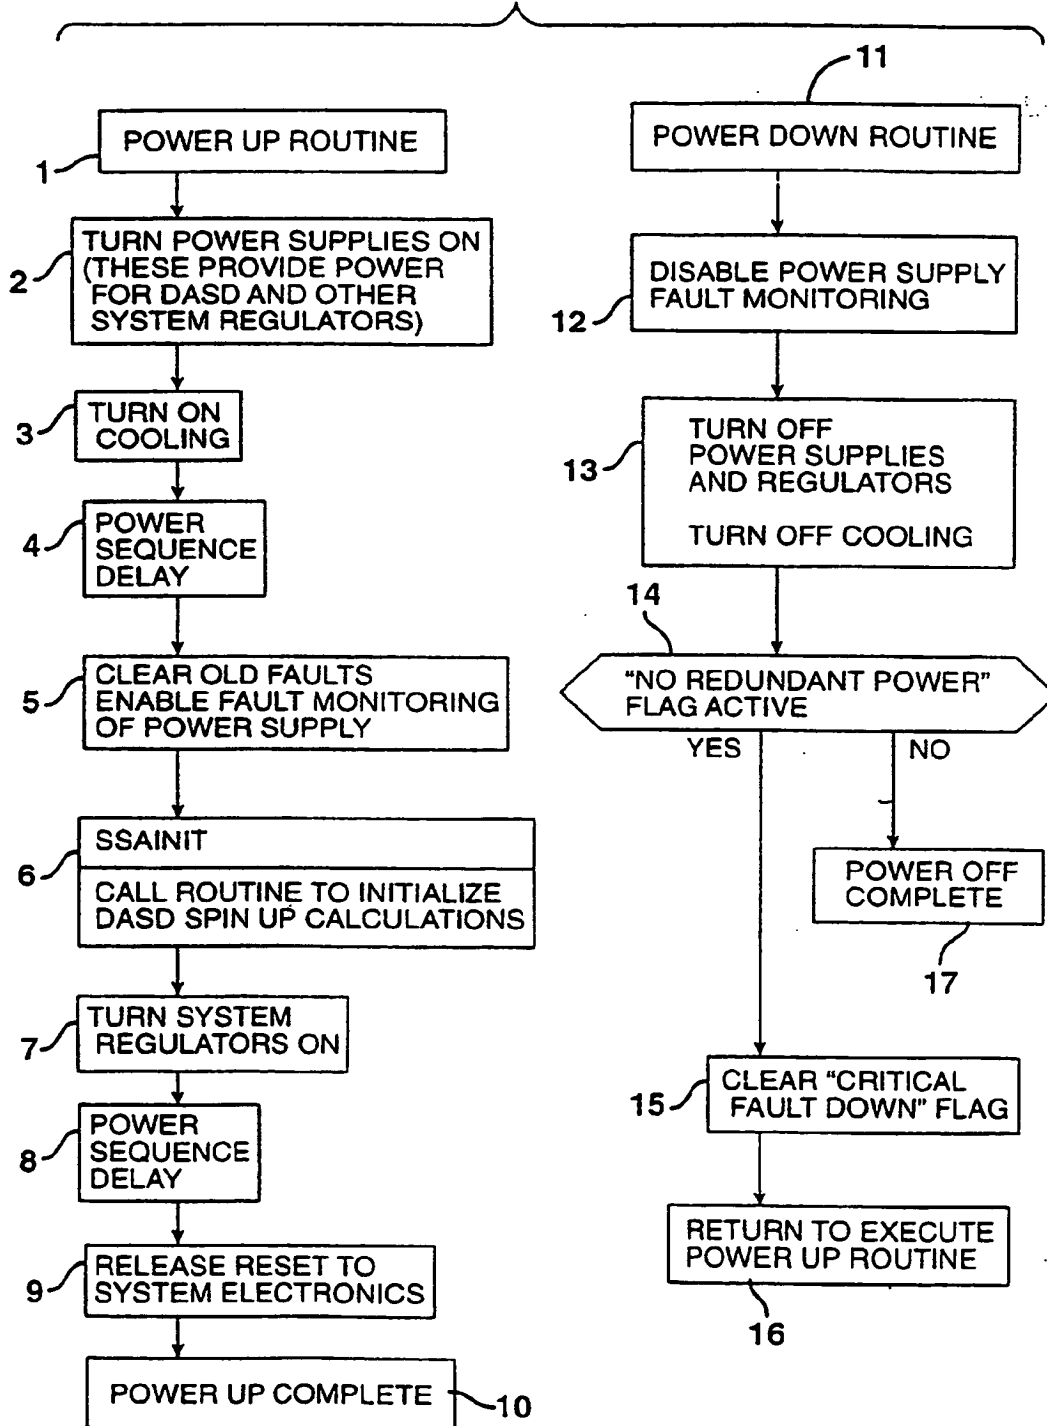 1
POWER UP ROUTINE
2
TURN POWER SUPPLIES ON
(THESE PROVIDE POWER
FOR DASD AND OTHER
SYSTEM REGULATORS)
3
TURN ON
COOLING
4
POWER
SEQUENCE
DELAY
5
CLEAR OLD FAULTS
ENABLE FAULT MONITORING
OF POWER SUPPLY
6
SSAINIT
CALL ROUTINE TO INITIALIZE
DASD SPIN UP CALCULATIONS
7
TURN SYSTEM
REGULATORS ON
8
POWER
SEQUENCE
DELAY
9
RELEASE RESET TO
SYSTEM ELECTRONICS
POWER UP COMPLETE
10
11
POWER DOWN ROUTINE
12
DISABLE POWER SUPPLY
FAULT MONITORING
13
TURN OFF
POWER SUPPLIES
AND REGULATORS
TURN OFF COOLING
14
"NO REDUNDANT POWER"
FLAG ACTIVE
YES
NO
POWER OFF
COMPLETE
17
15
CLEAR "CRITICAL
FAULT DOWN" FLAG
RETURN TO EXECUTE
POWER UP ROUTINE
16